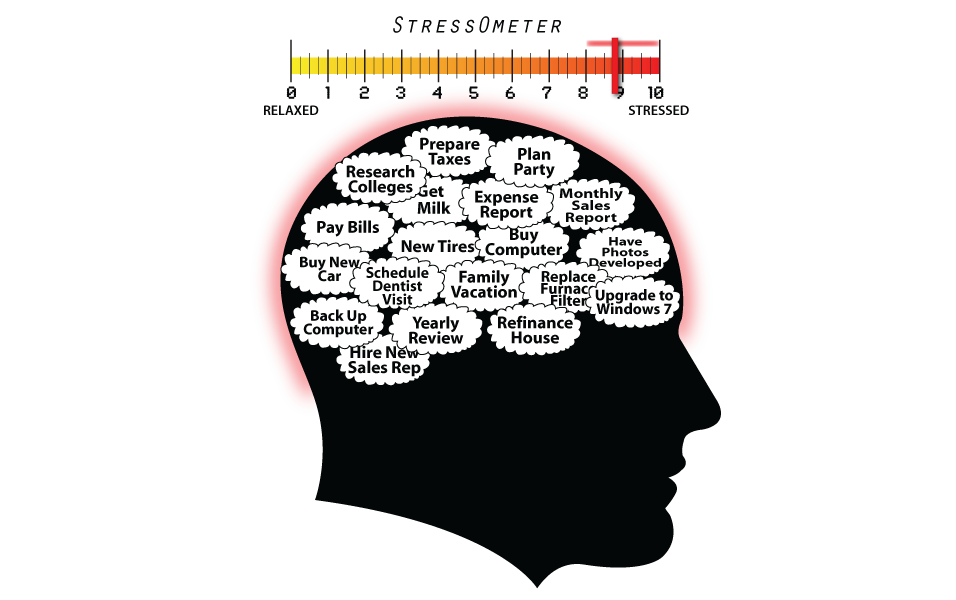 StressOmeter
0 1 2 3 4 5 6 7 8 9 10
RELAXED STRESSED
Prepare
Taxes
Plan
Party
Research
Colleges
Get
Milk
Expense
Report
Monthly
Sales
Report
Pay Bills
New Tires
Buy
Computer
Have
Photos
Developed
Buy New
Car
Schedule
Dentist
Visit
Family
Vacation
Replace
Furnac
Filter
Upgrade to
Windows 7
Back Up
Computer
Yearly
Review
Refinance
House
Hire New
Sales Rep